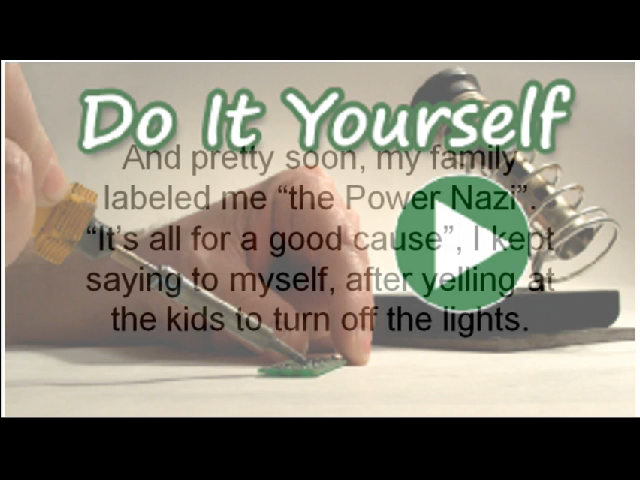 Do It Yourself
And pretty soon, my family
labeled me “the Power Nazi”.
“It’s all for a good cause”, I kept
saying to myself, after yelling at
the kids to turn off the lights.